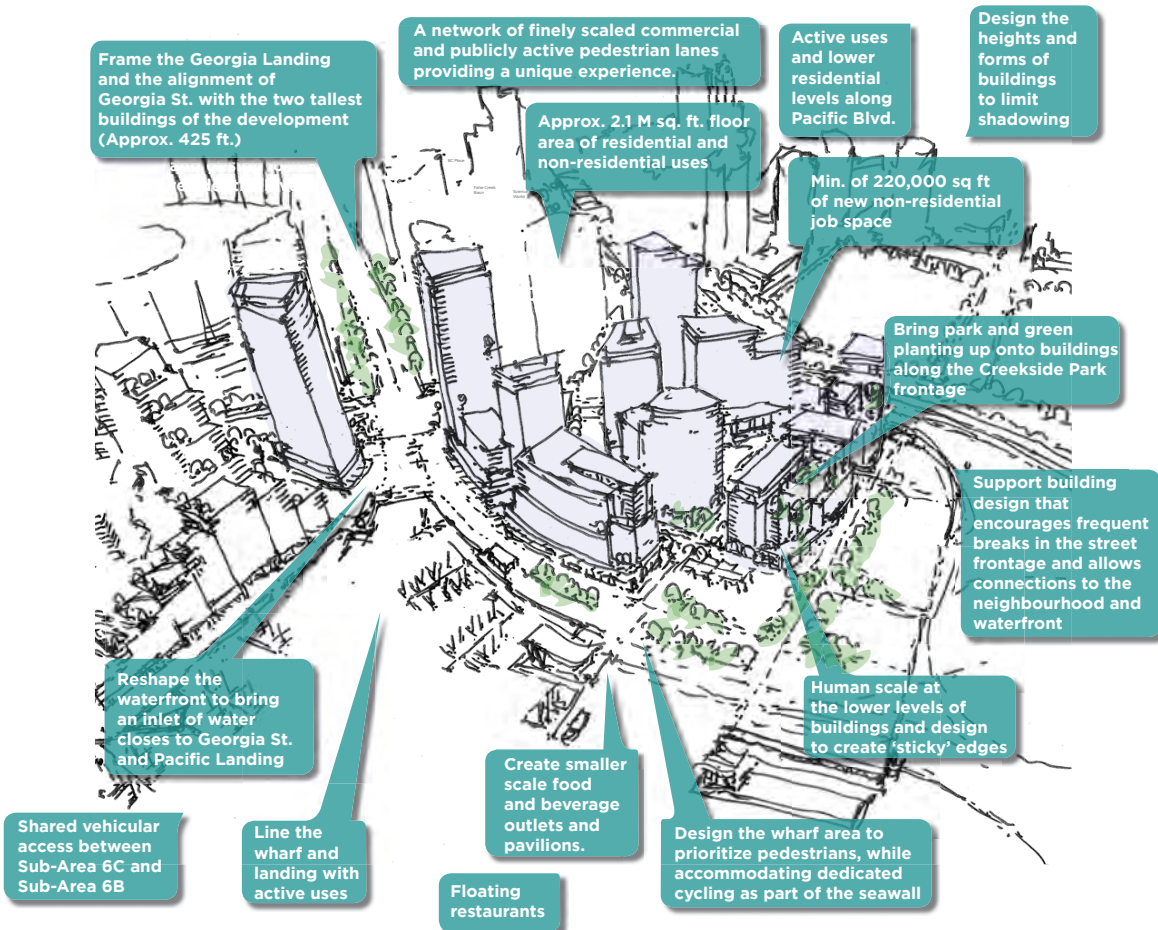 Frame the Georgia Landing
and the alignment of
Georgia St. with the two tallest
buildings of the development
(Approx. 425 ft.)
A network of finely scaled commercial
and publicly active pedestrian lanes
providing a unique experience.
Active uses
and lower
residential
levels along
Pacific Blvd.
Design the
heights and
forms of
buildings
to limit
shadowing
Approx. 2.1 M sq. ft. floor
area of residential and
non-residential uses
BC Place
Min. of 220,000 sq ft
of new non-residential
job space
Bring park and green
planting up onto buildings
along the Creekside Park
frontage
Support building
design that
encourages frequent
breaks in the street
frontage and allows
connections to the
neighbourhood and
waterfront
Reshape the
waterfront to bring
an inlet of water
closes to Georgia St.
and Pacific Landing
Human scale at
the lower levels of
buildings and design
to create ‘sticky’ edges
Create smaller
scale food
and beverage
outlets and
pavilions.
Shared vehicular
access between
Sub-Area 6C and
Sub-Area 6B
Line the
wharf and
landing with
active uses
Design the wharf area to
prioritize pedestrians, while
accommodating dedicated
cycling as part of the seawall
Floating
restaurants